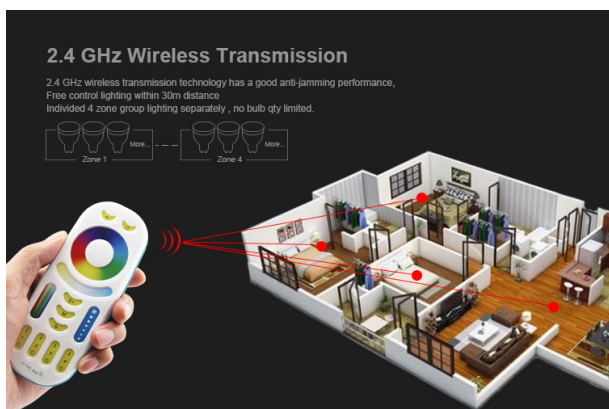 2.4 GHz Wireless Transmission
2.4 GHz wireless transmission technology has a good anti-jamming performance,
Free control lighting within 30m distance
Individed 4 zone group lighting separately , no bulb qty limited.
More... More...
Zone 1 Zone 4